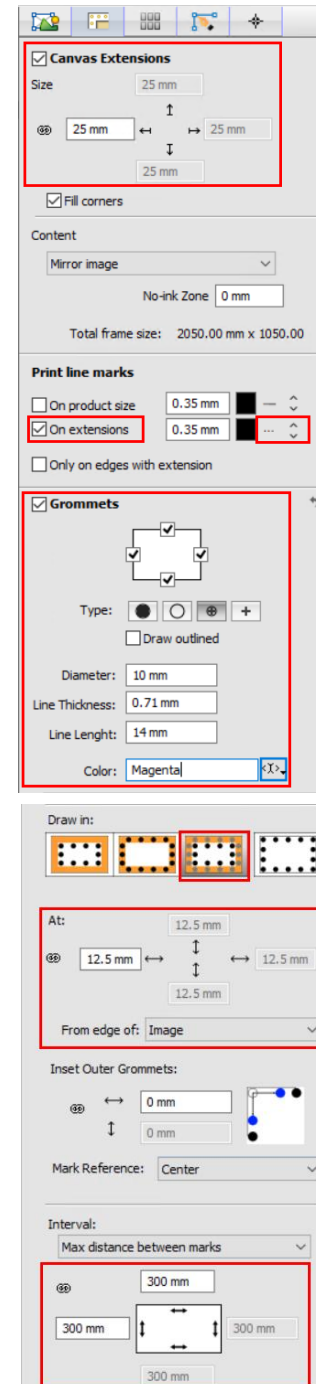 Canvas Extensions
Size
25 mm
25 mm 25 mm
25 mm
Fill corners
Content
Mirror image
No-ink Zone 0 mm
Total frame size: 2050.00 mm x 1050.00
Print line marks
On product size 0.35 mm
On extensions 0.35 mm
Only on edges with extension
Grommets
Type:
Draw outlined
Diameter: 10 mm
Line Thickness: 0.71 mm
Line Lenght: 14 mm
Color: Magenta
Draw in:
At:
12.5 mm
12.5 mm 12.5 mm
12.5 mm
From edge of: Image
Inset Outer Grommets:
0 mm
0 mm
Mark Reference: Center
Interval:
Max distance between marks
300 mm
300 mm 300 mm
300 mm